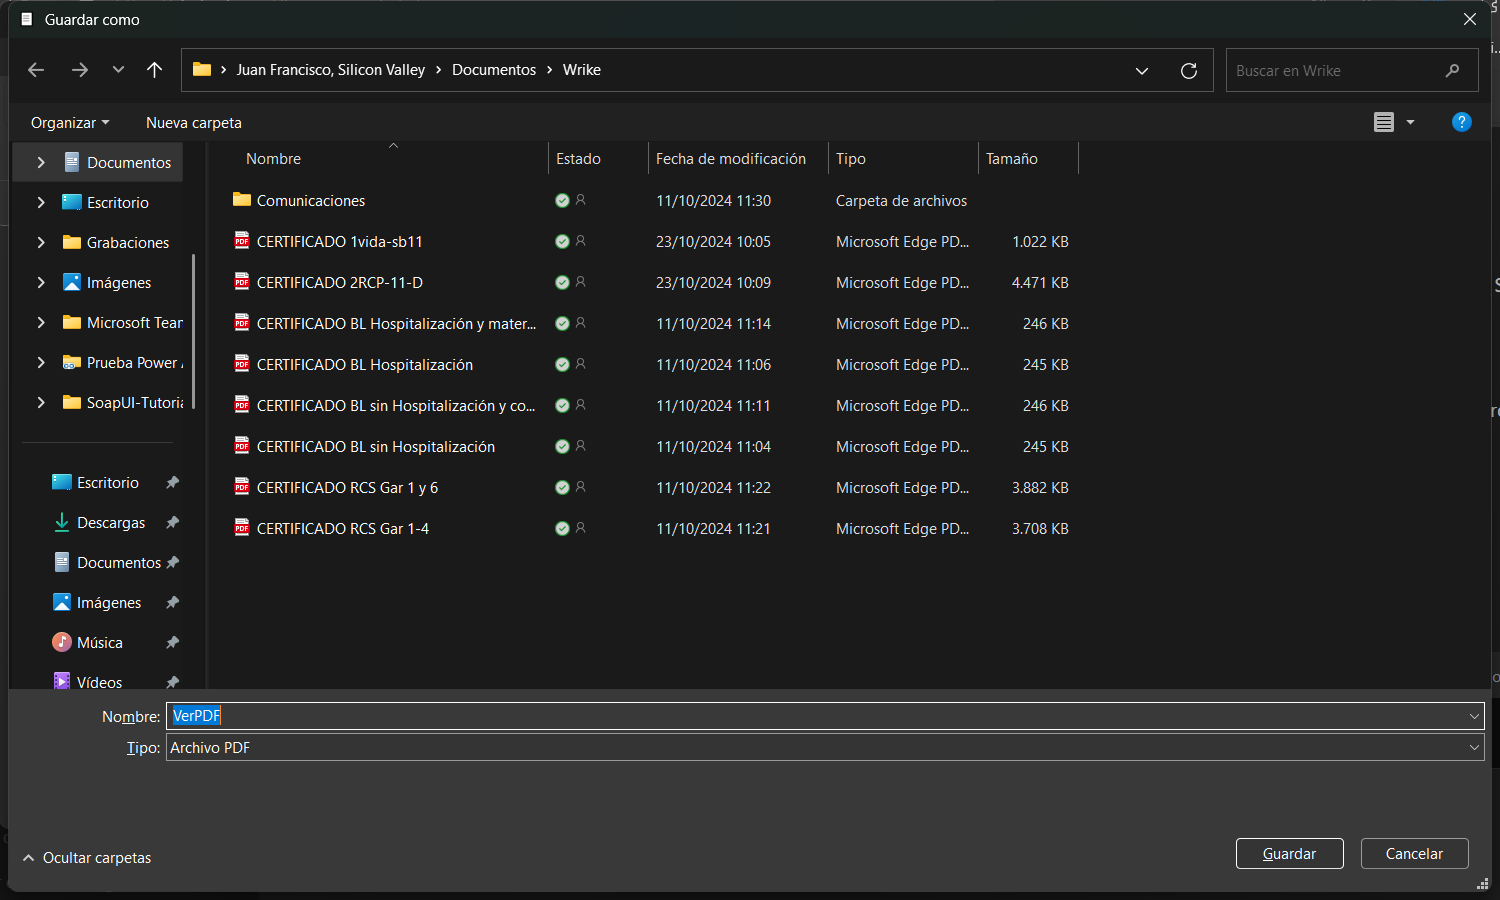 Guardar como
Juan Francisco, Silicon Valley > Documentos > Wrike
Buscar en Wrike
Organizar
Nueva carpeta
Documentos
Escritorio
Grabaciones
Imágenes
Microsoft Tean
Prueba Power
SoapUI-Tutoria
Escritorio
Descargas
Documentos
Imágenes
Música
Vídeos
Nombre Estado Fecha de modificación Tipo Tamaño
Comunicaciones 11/10/2024 11:30 Carpeta de archivos
CERTIFICADO 1vida-sb11 23/10/2024 10:05 Microsoft Edge PD... 1.022 KB
CERTIFICADO 2RCP-11-D 23/10/2024 10:09 Microsoft Edge PD... 4.471 KB
CERTIFICADO BL Hospitalización y mater... 11/10/2024 11:14 Microsoft Edge PD... 246 KB
CERTIFICADO BL Hospitalización 11/10/2024 11:06 Microsoft Edge PD... 245 KB
CERTIFICADO BL sin Hospitalización y co... 11/10/2024 11:11 Microsoft Edge PD... 246 KB
CERTIFICADO BL sin Hospitalización 11/10/2024 11:04 Microsoft Edge PD... 245 KB
CERTIFICADO RCS Gar 1 y 6 11/10/2024 11:22 Microsoft Edge PD... 3.882 KB
CERTIFICADO RCS Gar 1-4 11/10/2024 11:21 Microsoft Edge PD... 3.708 KB
Nombre: VerPDF
Tipo: Archivo PDF
Ocultar carpetas
Guardar
Cancelar